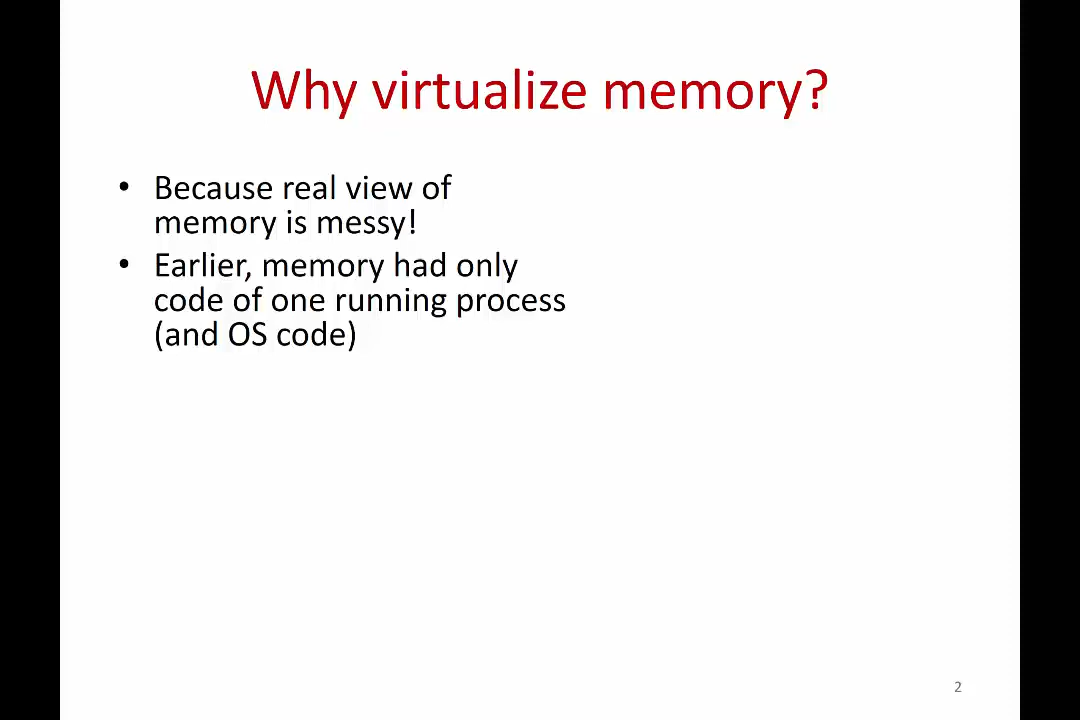 Why virtualize memory?
• Because real view of
memory is messy!
• Earlier, memory had only
code of one running process
(and OS code)
2